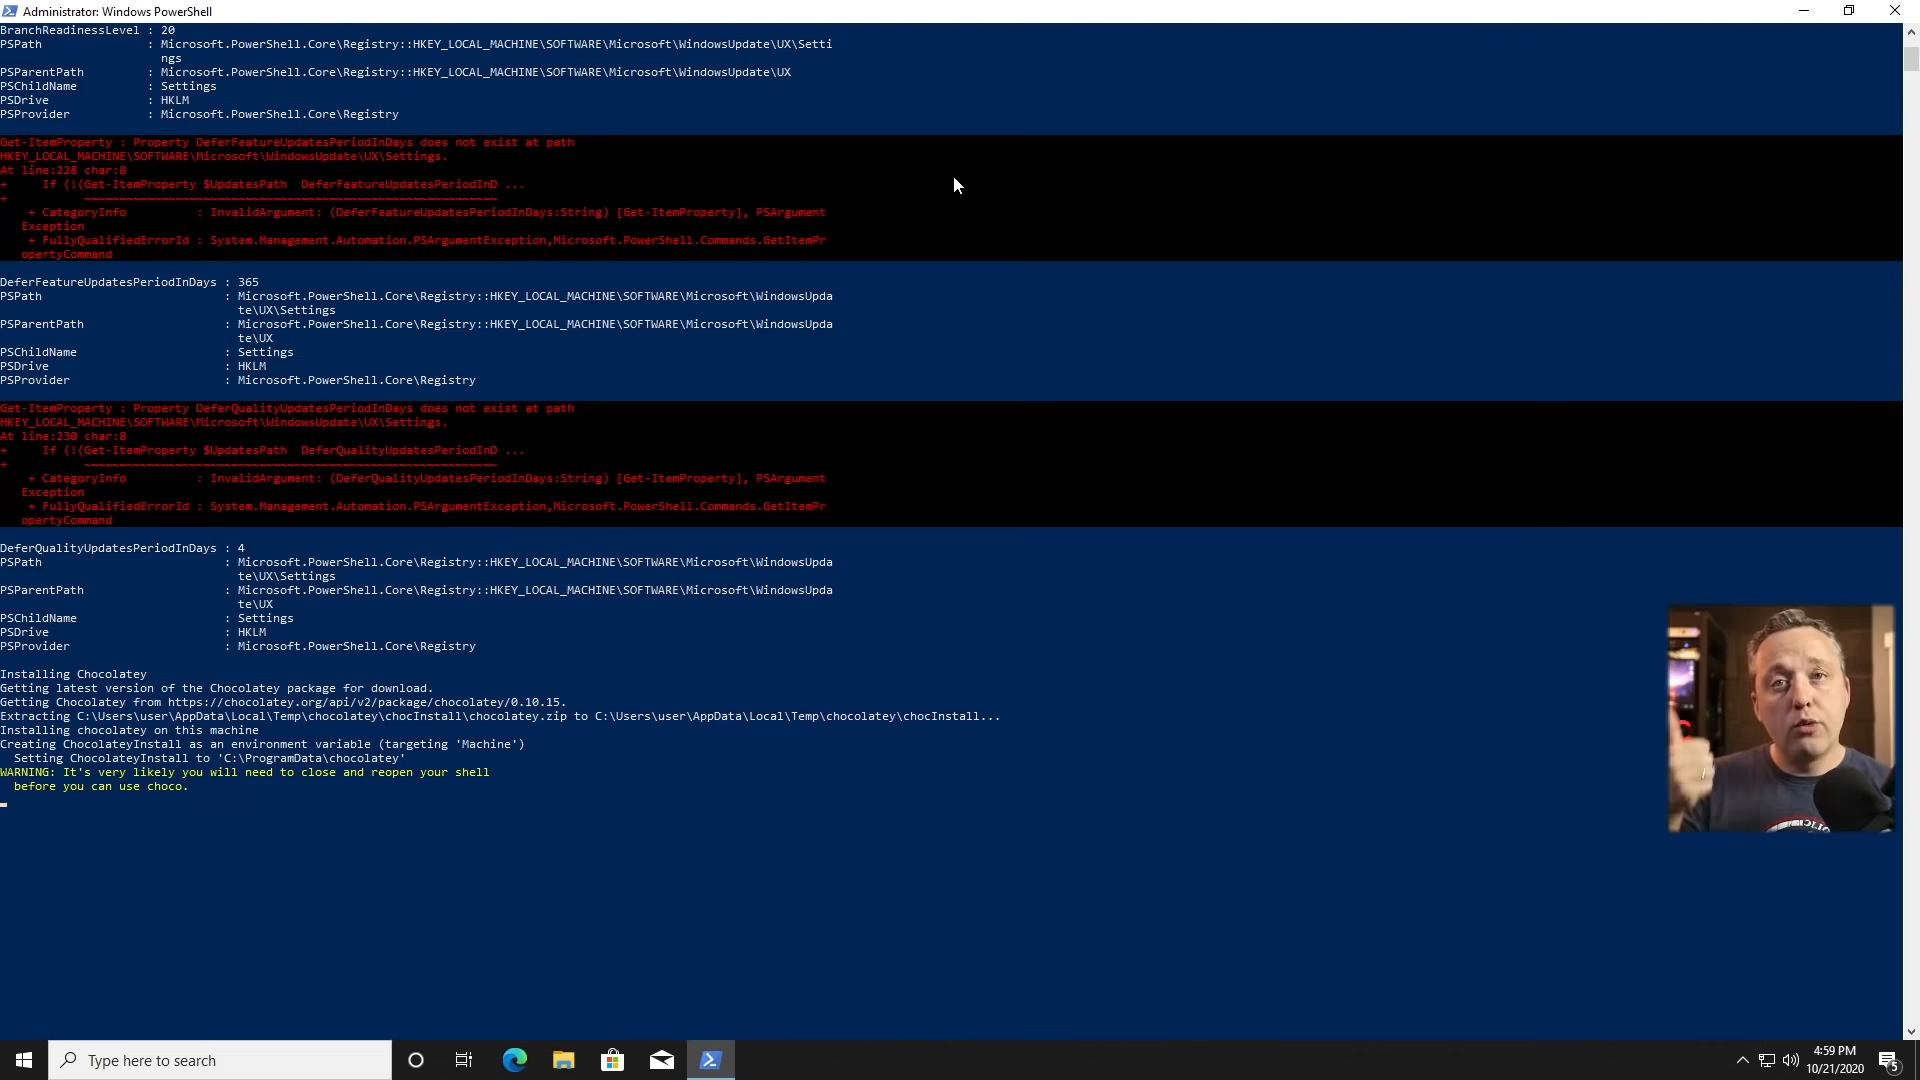 Administrator: Windows PowerShell
BranchReadinessLevel : 20
PSPath : Microsoft.PowerShell.Core\Registry::HKEY_LOCAL_MACHINE\SOFTWARE\Microsoft\WindowsUpdate\UX\Setti
ngs
PSParentPath : Microsoft.PowerShell.Core\Registry::HKEY_LOCAL_MACHINE\SOFTWARE\Microsoft\WindowsUpdate\UX
PSChildName : Settings
PSDrive : HKLM
PSProvider : Microsoft.PowerShell.Core\Registry
Get-ItemProperty : Property DeferFeatureUpdatesPeriodInDays does not exist at path
HKEY_LOCAL_MACHINE\SOFTWARE\Microsoft\WindowsUpdate\UX\Settings.
At line:228 char:8
+ If (!(Get-ItemProperty $UpdatesPath DeferFeatureUpdatesPeriodInD ...
+ ~~~~~~~~~~~~~~~~~~~~~~~~~~~~~~~~~~~~~~~~~~~~~~~~~~~~~~~~~~~
+ CategoryInfo : InvalidArgument: (DeferFeatureUpdatesPeriodInDays:String) [Get-ItemProperty], PSArgument
Exception
+ FullyQualifiedErrorId : System.Management.Automation.PSArgumentException,Microsoft.PowerShell.Commands.GetItemPr
opertyCommand
DeferFeatureUpdatesPeriodInDays : 365
PSPath : Microsoft.PowerShell.Core\Registry::HKEY_LOCAL_MACHINE\SOFTWARE\Microsoft\WindowsUpda
te\UX\Settings
PSParentPath : Microsoft.PowerShell.Core\Registry::HKEY_LOCAL_MACHINE\SOFTWARE\Microsoft\WindowsUpda
te\UX
PSChildName : Settings
PSDrive : HKLM
PSProvider : Microsoft.PowerShell.Core\Registry
Get-ItemProperty : Property DeferQualityUpdatesPeriodInDays does not exist at path
HKEY_LOCAL_MACHINE\SOFTWARE\Microsoft\WindowsUpdate\UX\Settings.
At line:230 char:8
+ If (!(Get-ItemProperty $UpdatesPath DeferQualityUpdatesPeriodInD ...
+ ~~~~~~~~~~~~~~~~~~~~~~~~~~~~~~~~~~~~~~~~~~~~~~~~~~~~~~~~~~~
+ CategoryInfo : InvalidArgument: (DeferQualityUpdatesPeriodInDays:String) [Get-ItemProperty], PSArgument
Exception
+ FullyQualifiedErrorId : System.Management.Automation.PSArgumentException,Microsoft.PowerShell.Commands.GetItemPr
opertyCommand
DeferQualityUpdatesPeriodInDays : 4
PSPath : Microsoft.PowerShell.Core\Registry::HKEY_LOCAL_MACHINE\SOFTWARE\Microsoft\WindowsUpda
te\UX\Settings
PSParentPath : Microsoft.PowerShell.Core\Registry::HKEY_LOCAL_MACHINE\SOFTWARE\Microsoft\WindowsUpda
te\UX
PSChildName : Settings
PSDrive : HKLM
PSProvider : Microsoft.PowerShell.Core\Registry
Installing Chocolatey
Getting latest version of the Chocolatey package for download.
Getting Chocolatey from https://chocolatey.org/api/v2/package/chocolatey/0.10.15.
Extracting C:\Users\user\AppData\Local\Temp\chocolatey\chocInstall\chocolatey.zip to C:\Users\user\AppData\Local\Temp\chocolatey\chocInstall...
Installing chocolatey on this machine
Creating ChocolateyInstall as an environment variable (targeting 'Machine')
Setting ChocolateyInstall to 'C:\ProgramData\chocolatey'
WARNING: It's very likely you will need to close and reopen your shell
before you can use choco.
Type here to search
4:59 PM
10/21/2020
5